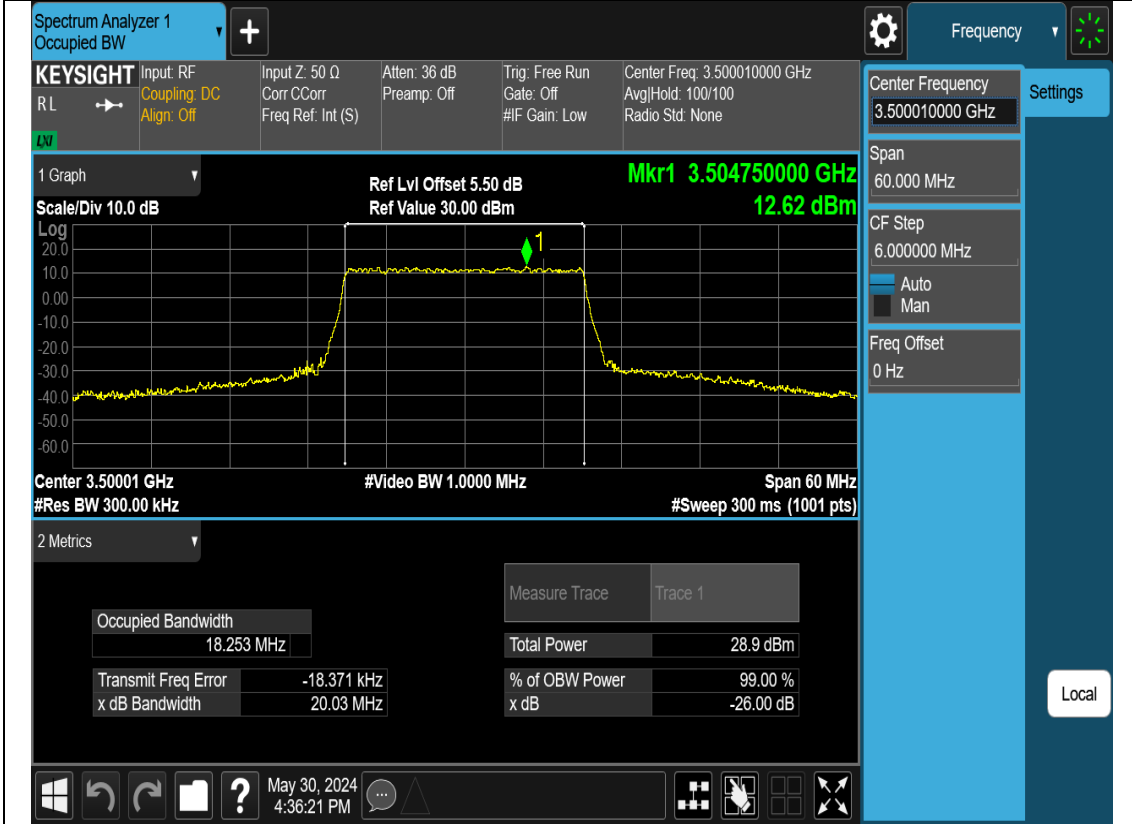 Spectrum Analyzer 1
Occupied BW
+
Frequency
KEYSIGHT
RL
LXI
Input: RF
Coupling: DC
Align: Off
Input Z: 50 Ω
Corr CCorr
Freq Ref: Int (S)
Atten: 36 dB
Preamp: Off
Trig: Free Run
Gate: Off
#IF Gain: Low
Center Freq: 3.500010000 GHz
Avg|Hold: 100/100
Radio Std: None
Center Frequency
3.500010000 GHz
Settings
Span
60.000 MHz
CF Step
6.000000 MHz
Auto
Man
Freq Offset
0 Hz
Local
1 Graph
Scale/Div 10.0 dB
Ref Lvl Offset 5.50 dB
Ref Value 30.00 dBm
Mkr1 3.504750000 GHz
12.62 dBm
Log
20.0
10.0
0.00
-10.0
-20.0
-30.0
-40.0
-50.0
-60.0
1
Center 3.50001 GHz
#Res BW 300.00 kHz
#Video BW 1.0000 MHz
Span 60 MHz
#Sweep 300 ms (1001 pts)
2 Metrics
Measure Trace Trace 1
Occupied Bandwidth
18.253 MHz
Total Power 28.9 dBm
Transmit Freq Error -18.371 kHz
% of OBW Power 99.00 %
x dB Bandwidth 20.03 MHz
x dB -26.00 dB
?
May 30, 2024
4:36:21 PM